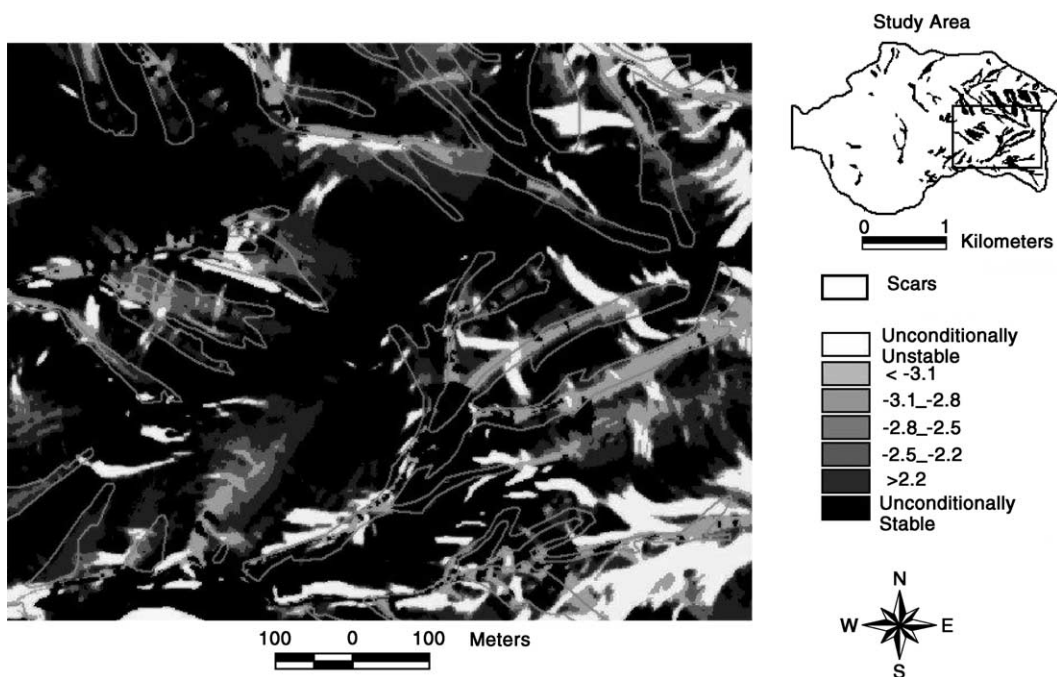 Study Area
0 1
Kilometers
Scars
Unconditionally
Unstable
< -3.1
-3.1_-2.8
-2.8_-2.5
-2.5_-2.2
>2.2
Unconditionally
Stable
N
W E
S
100 0 100 Meters